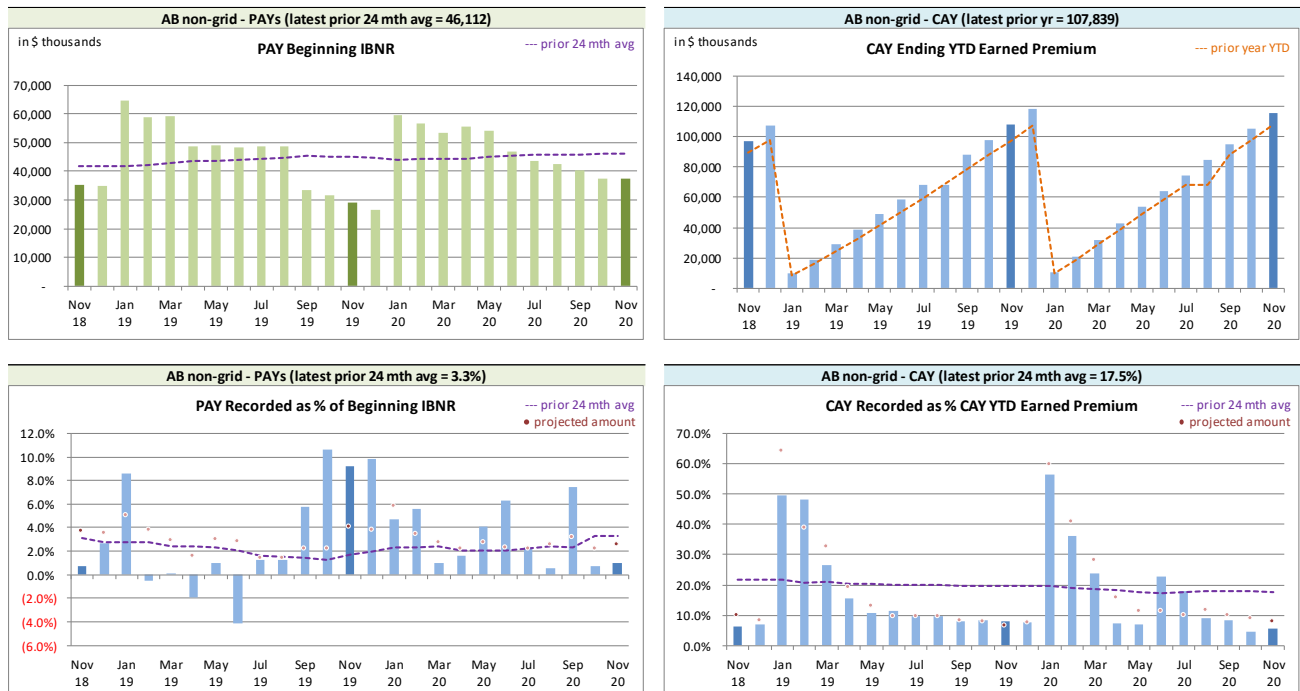 AB non-grid - PAYs (latest prior 24 mth avg = 46,112)
in $ thousands
--- prior 24 mth avg
PAY Beginning IBNR
70,000
60,000
50,000
40,000
30,000
20,000
10,000
-
Nov Jan Mar May Jul Sep Nov Jan Mar May Jul Sep Nov
18 19 19 19 19 19 19 20 20 20 20 20 20
AB non-grid - CAY (latest prior yr = 107,839)
in $ thousands
--- prior year YTD
CAY Ending YTD Earned Premium
140,000
120,000
100,000
80,000
60,000
40,000
20,000
-
Nov Jan Mar May Jul Sep Nov Jan Mar May Jul Sep Nov
18 19 19 19 19 19 19 20 20 20 20 20 20
AB non-grid - PAYs (latest prior 24 mth avg = 3.3%)
PAY Recorded as % of Beginning IBNR
--- prior 24 mth avg
• projected amount
12.0%
10.0%
8.0%
6.0%
4.0%
2.0%
0.0%
(2.0%)
(4.0%)
(6.0%)
Nov Jan Mar May Jul Sep Nov Jan Mar May Jul Sep Nov
18 19 19 19 19 19 19 20 20 20 20 20 20
AB non-grid - CAY (latest prior 24 mth avg = 17.5%)
CAY Recorded as % CAY YTD Earned Premium
--- prior 24 mth avg
• projected amount
70.0%
60.0%
50.0%
40.0%
30.0%
20.0%
10.0%
0.0%
Nov Jan Mar May Jul Sep Nov Jan Mar May Jul Sep Nov
18 19 19 19 19 19 19 20 20 20 20 20 20